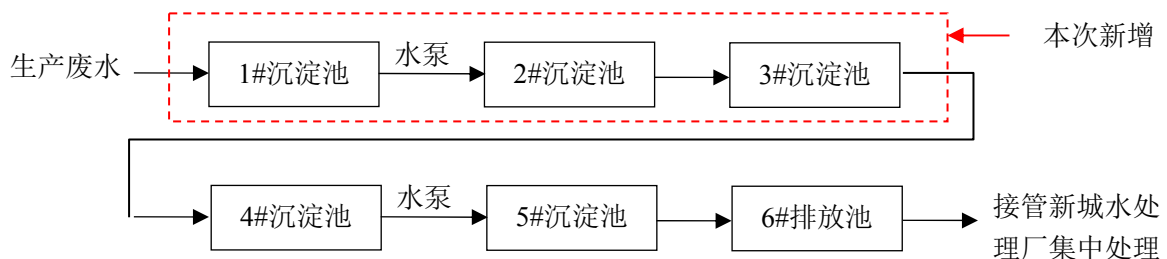 本次新增
生产废水
1#沉淀池
水泵
2#沉淀池
3#沉淀池
4#沉淀池
水泵
5#沉淀池
6#排放池
接管新城水处
理厂集中处理